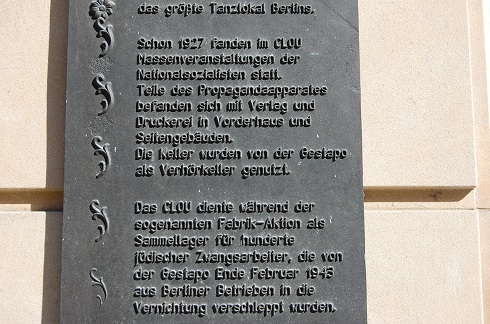 das größte Tanzlokal Berlins.
Schon 1927 fanden im CLOU
Massenveranstaltungen der
Nationalsozialisten statt.
Teile des Propagandaapparates
befanden sich mit Verlag und
Druckerei in Vorderhaus und
Seitengebäuden.
Die Keller wurden von der Gestapo
als Verhörkeller genutzt.
Das CLOU diente während der
sogenannten Fabrik-Aktion als
Sammellager für hunderte
jüdischer Zwangsarbeiter, die von
der Gestapo Ende Februar 1943
aus Berliner Betrieben in die
Vernichtung verschleppt wurden.